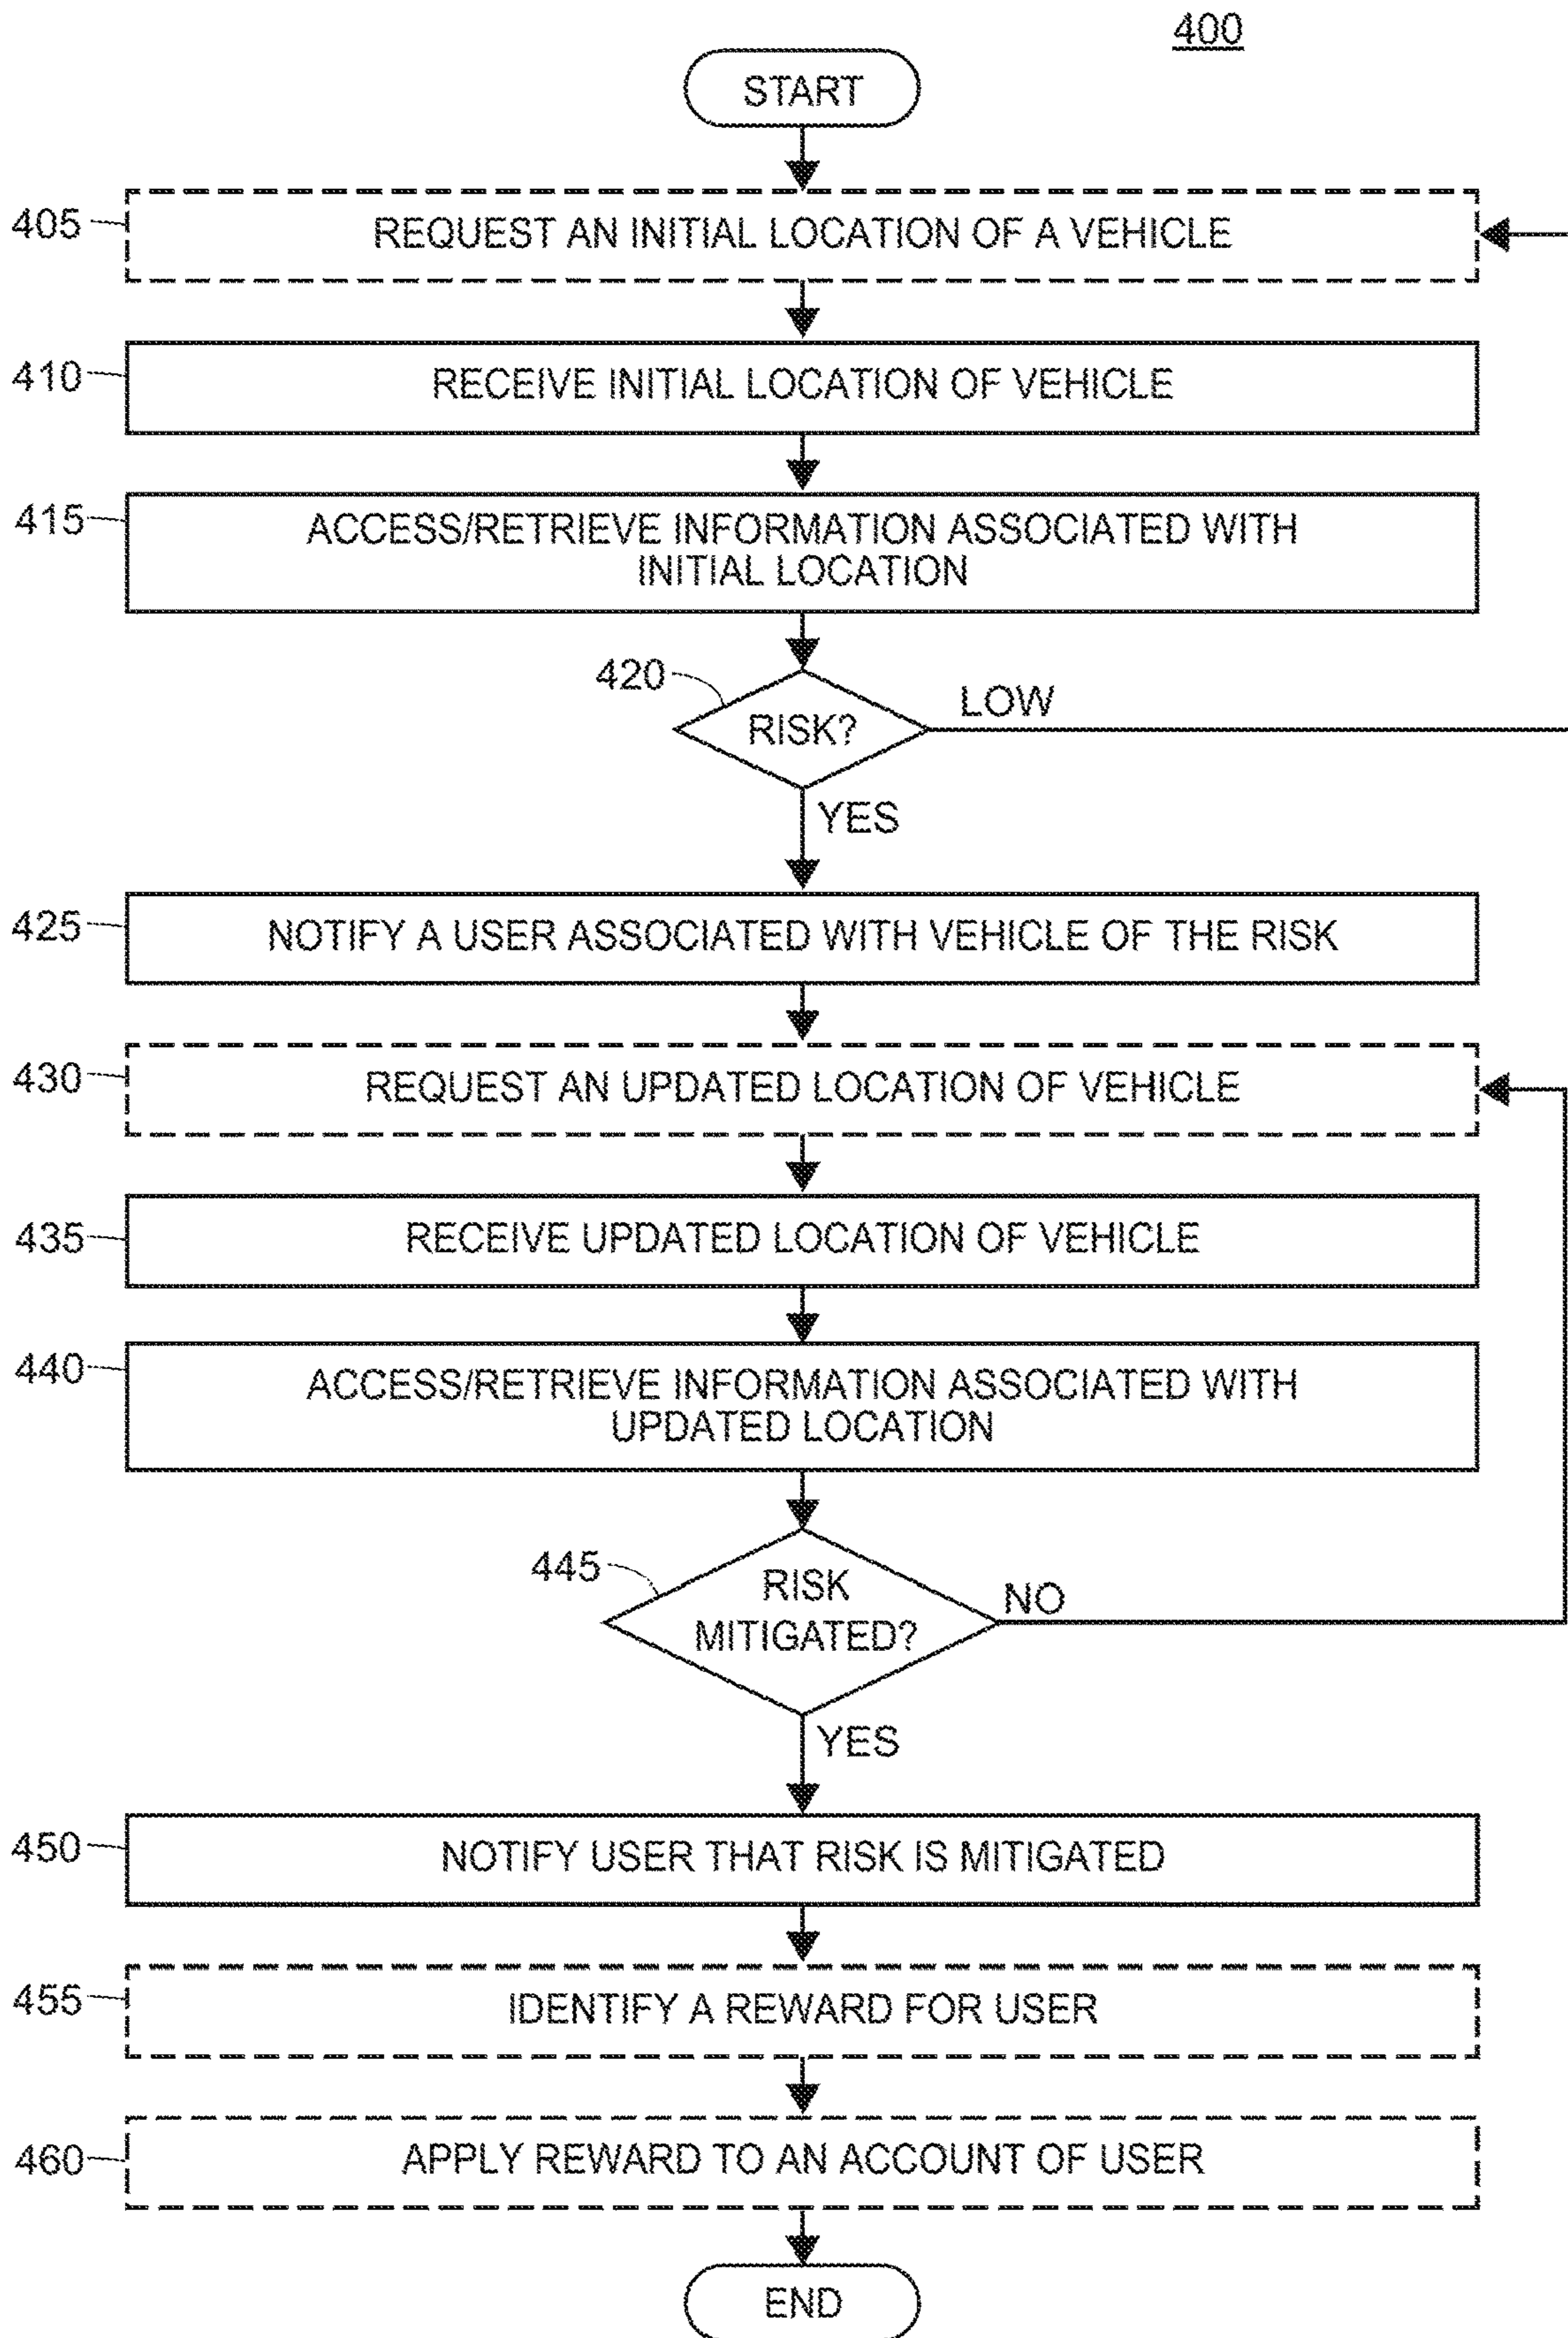 400
START
405
REQUEST AN INITIAL LOCATION OF A VEHICLE
410
RECEIVE INITIAL LOCATION OF VEHICLE
415
ACCESS/RETRIEVE INFORMATION ASSOCIATED WITH
INITIAL LOCATION
420
RISK?
LOW
YES
425
NOTIFY A USER ASSOCIATED WITH VEHICLE OF THE RISK
430
REQUEST AN UPDATED LOCATION OF VEHICLE
435
RECEIVE UPDATED LOCATION OF VEHICLE
440
ACCESS/RETRIEVE INFORMATION ASSOCIATED WITH
UPDATED LOCATION
445
RISK
MITIGATED?
NO
YES
450
NOTIFY USER THAT RISK IS MITIGATED
455
IDENTIFY A REWARD FOR USER
460
APPLY REWARD TO AN ACCOUNT OF USER
END